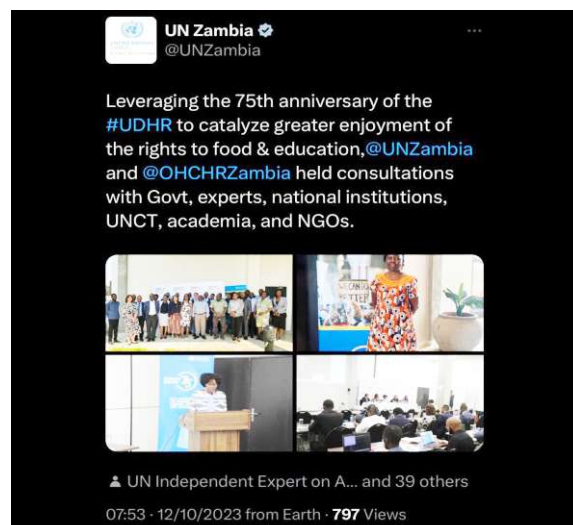 UN Zambia
@UNZambia
Leveraging the 75th anniversary of the
#UDHR to catalyze greater enjoyment of
the rights to food & education,@UNZambia
and @OHCHRZambia held consultations
with Govt, experts, national institutions,
UNCT, academia, and NGOs.
UN Independent Expert on A... and 39 others
07:53 · 12/10/2023 from Earth · 797 Views